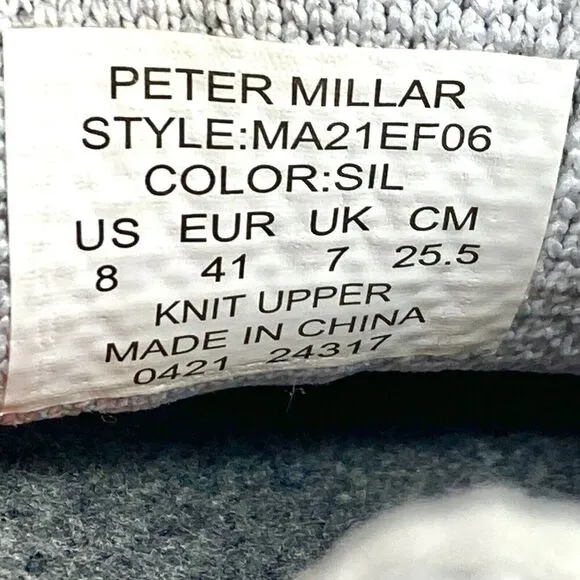 PETER MILLAR
STYLE:MA21EF06
COLOR:SIL
US EUR UK CM
8 41 7 25.5
KNIT UPPER
MADE IN CHINA
0421 24317